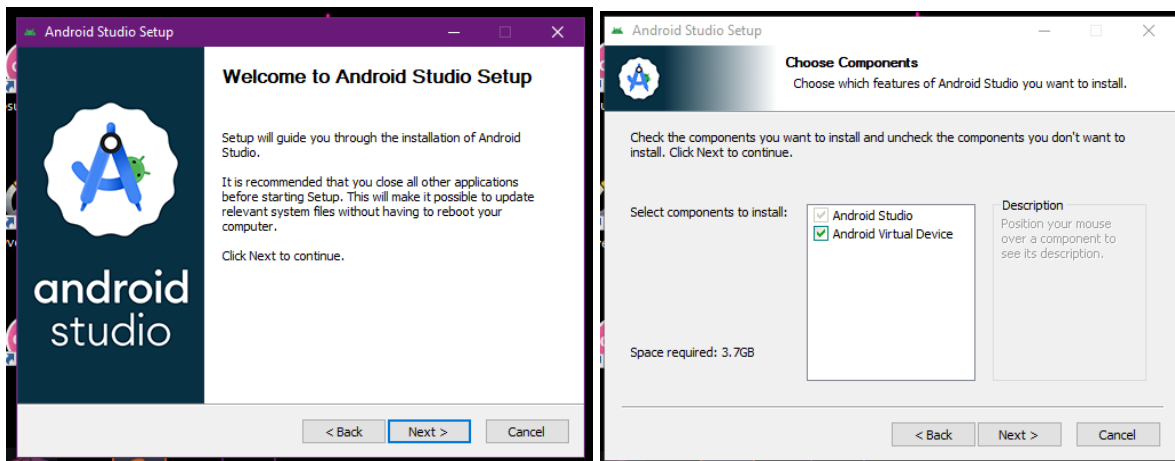 Android Studio Setup
Welcome to Android Studio Setup
Setup will guide you through the installation of Android
Studio.
It is recommended that you close all other applications
before starting Setup. This will make it possible to update
relevant system files without having to reboot your
computer.
Click Next to continue.
android
studio
< Back
Next >
Cancel
Android Studio Setup
Choose Components
Choose which features of Android Studio you want to install.
Check the components you want to install and uncheck the components you don't want to
install. Click Next to continue.
Select components to install:
Android Studio
Android Virtual Device
Description
Position your mouse
over a component to
see its description.
Space required: 3.7GB
< Back
Next >
Cancel